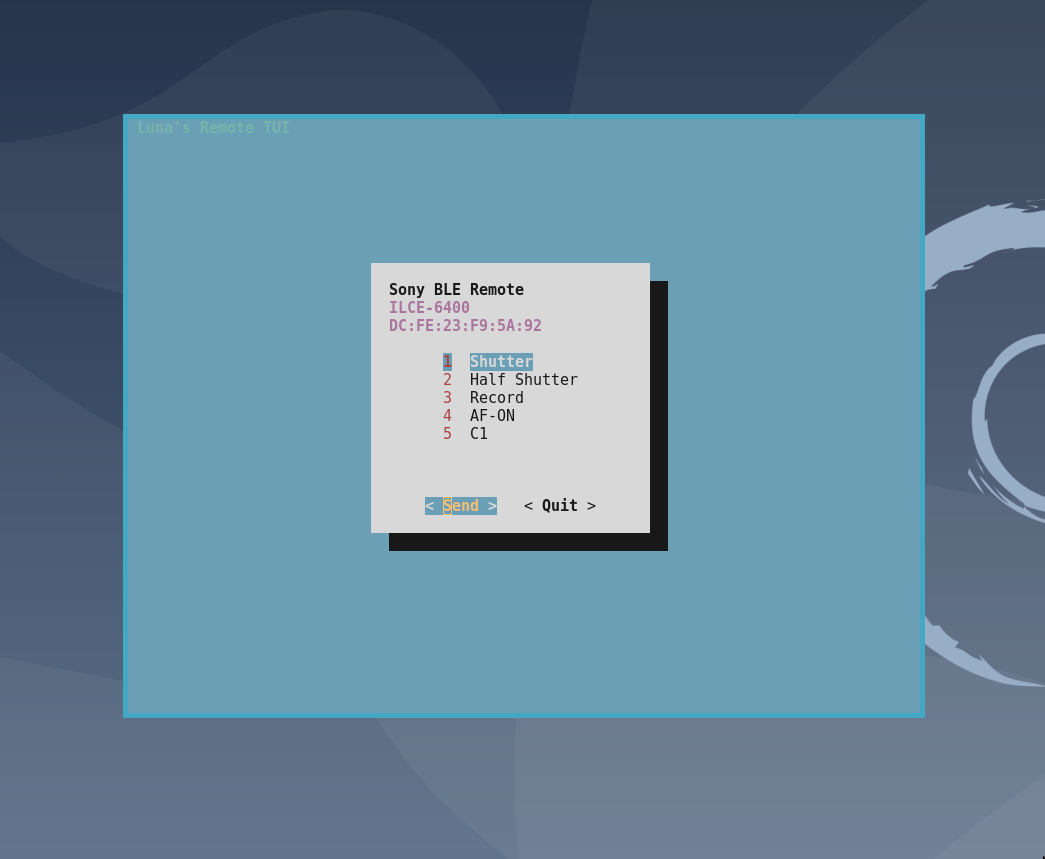 Luna's Remote TUI
Sony BLE Remote
ILCE-6400
DC:FE:23:F9:5A:92
1 Shutter
2 Half Shutter
3 Record
4 AF-ON
5 C1
< Send > < Quit >